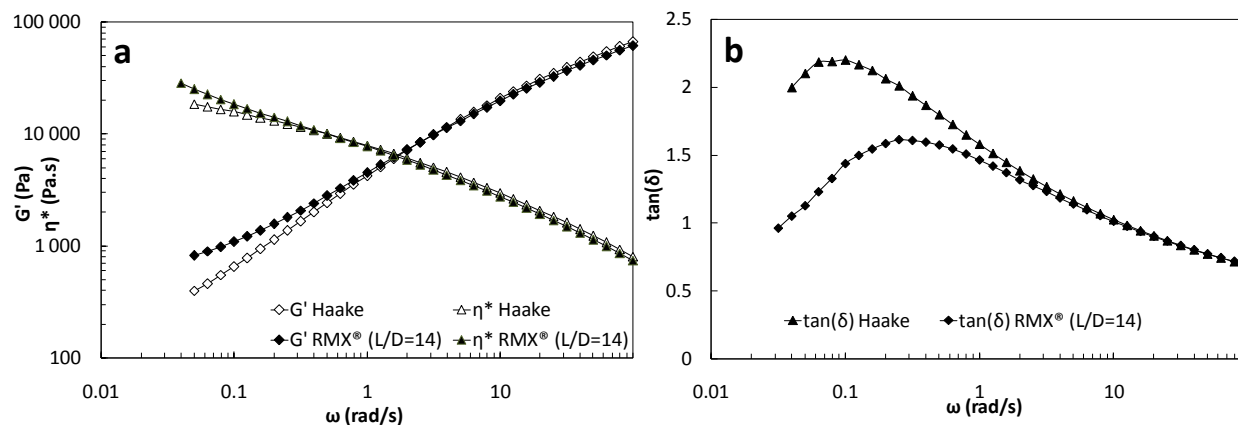 a
100 000
10 000
1 000
100
G' (Pa)
η* (Pa.s)
0.01
0.1
1
10
ω (rad/s)
G' Haake
η* Haake
G' RMX® (L/D=14)
η* RMX® (L/D=14)
b
2.5
2
1.5
1
0.5
0
tan(δ)
0.01
0.1
1
10
ω (rad/s)
tan(δ) Haake
tan(δ) RMX® (L/D=14)